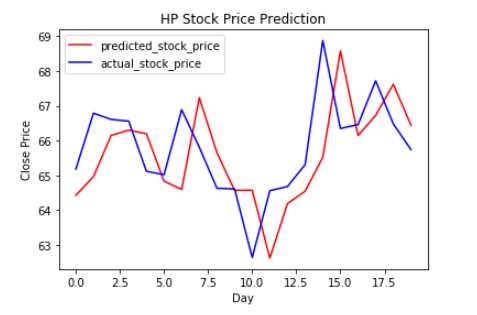 HP Stock Price Prediction
predicted_stock_price
actual_stock_price
69
68
67
66
65
64
63
Close Price
0.0 2.5 5.0 7.5 10.0 12.5 15.0 17.5
Day